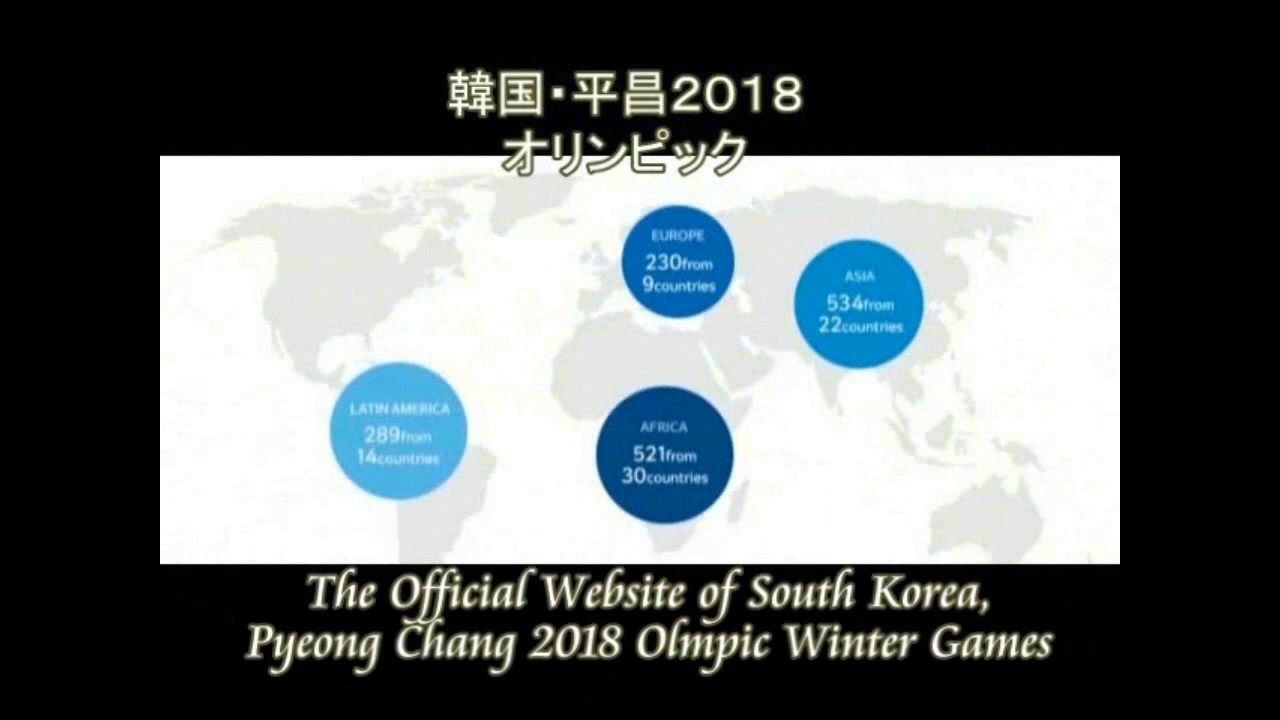 韓国・平昌2018
オリンピック
EUROPE
230from
9countries
ASIA
534from
22countries
LATIN AMERICA
289from
14countries
AFRICA
521from
30countries
The Official Website of South Korea,
Pyeong Chang 2018 Olmpic Winter Games